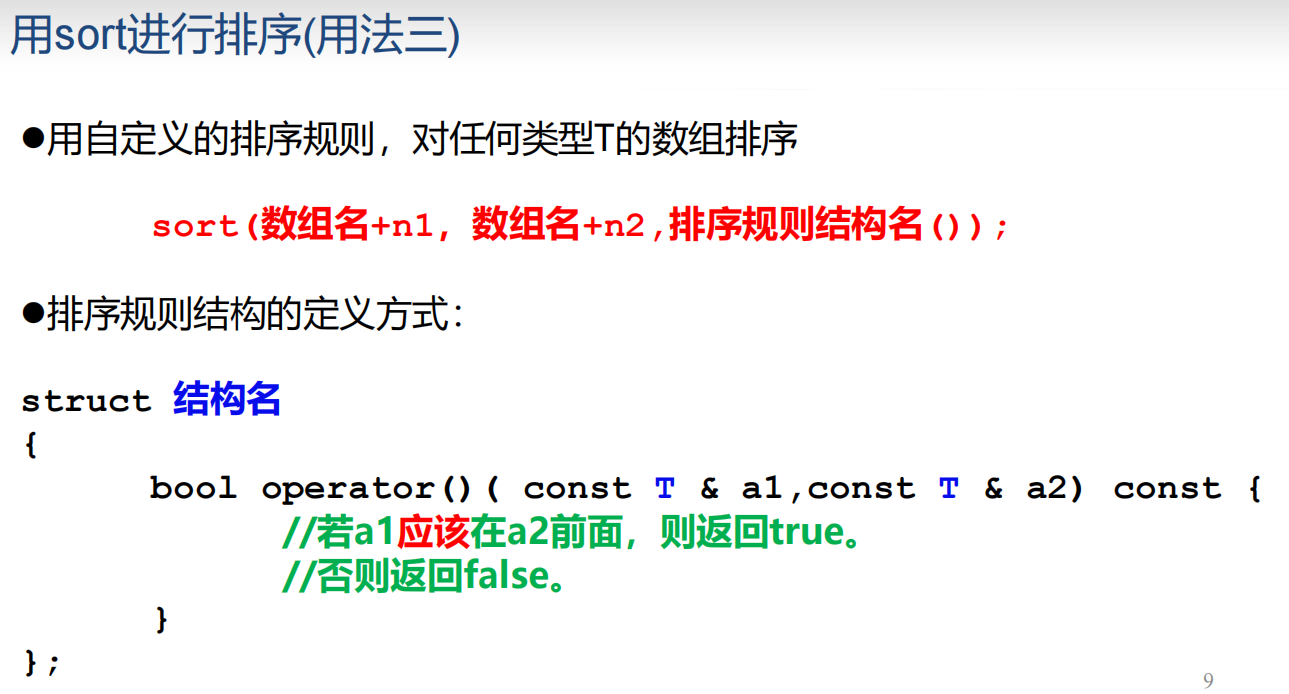 用sort进行排序(用法三)
●用自定义的排序规则，对任何类型T的数组排序
sort(数组名+n1, 数组名+n2,排序规则结构名());
●排序规则结构的定义方式：
struct 结构名
{
bool operator()( const T & a1,const T & a2) const {
//若a1应该在a2前面，则返回true。
//否则返回false。
}
};
9